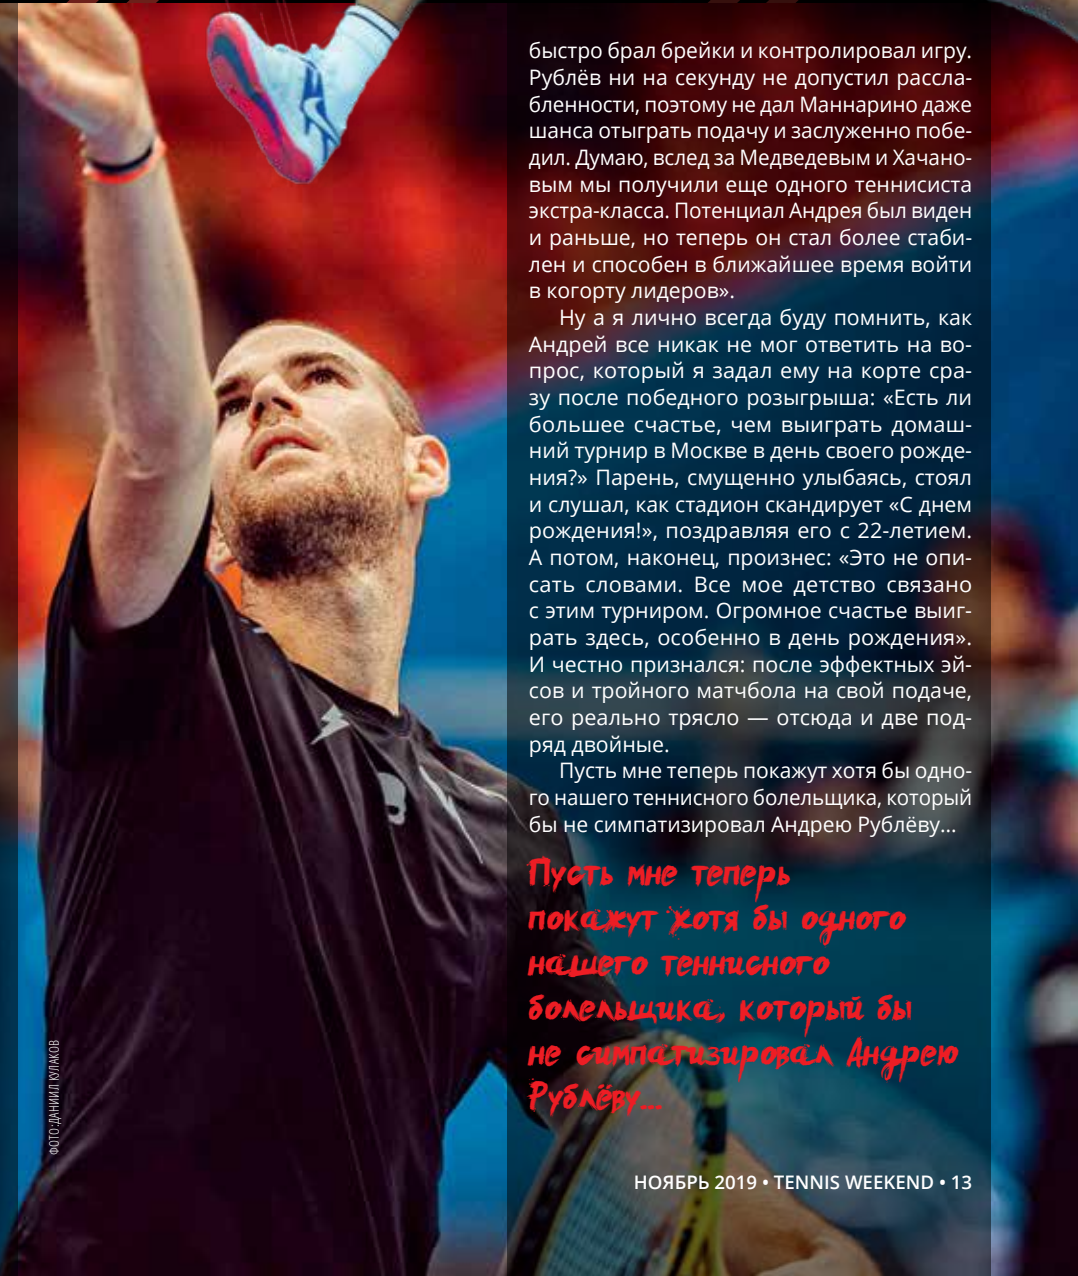 быстро брал брейки и контролировал игру.
Рублёв ни на секунду не допустил рассла-
бленности, поэтому не дал Маннарино даже
шанса отыграть подачу и заслуженно побе-
дил. Думаю, вслед за Медведевым и Хачано-
вым мы получили еще одного теннисиста
экстра-класса. Потенциал Андрея был виден
и раньше, но теперь он стал более стаби-
лен и способен в ближайшее время войти
в когорту лидеров».
Ну а я лично всегда буду помнить, как
Андрей все никак не мог ответить на во-
прос, который я задал ему на корте сра-
зу после победного розыгрыша: «Есть ли
большее счастье, чем выиграть домаш-
ний турнир в Москве в день своего рожде-
ния?» Парень, смущенно улыбаясь, стоял
и слушал, как стадион скандирует «С днем
рождения!», поздравляя его с 22-летием.
А потом, наконец, произнес: «Это не опи-
сать словами. Все мое детство связано
с этим турниром. Огромное счастье выиг-
рать здесь, особенно в день рождения».
И честно признался: после эффектных эй-
сов и тройного матчбола на свой подаче,
его реально трясло — отсюда и две под-
ряд двойные.
Пусть мне теперь покажут хотя бы одно-
го нашего теннисного болельщика, который
бы не симпатизировал Андрею Рублёву...
Пусть мне теперь
покажут хотя бы одного
нашего теннисного
болельщика, который бы
не симпатизировал Андрею
Рублёву...
ФОТО: ДАНИИЛ КУЛАКОВ
НОЯБРЬ 2019 • TENNIS WEEKEND • 13